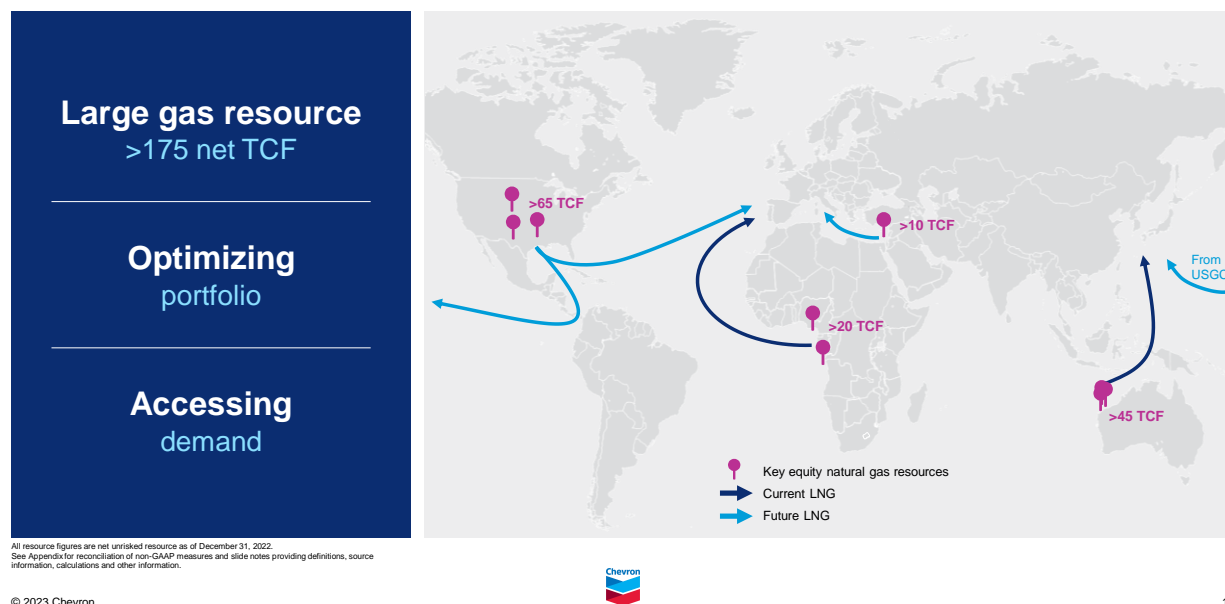 Large gas resource
>175 net TCF
Optimizing
portfolio
Accessing
demand
>65 TCF
>10 TCF
>20 TCF
>45 TCF
From
USGC
Key equity natural gas resources
Current LNG
Future LNG
All resource figures are net unrisked resource as of December 31, 2022.
See Appendix for reconciliation of non-GAAP measures and slide notes providing definitions, source
information, calculations and other information.
Chevron
© 2023 Chevron